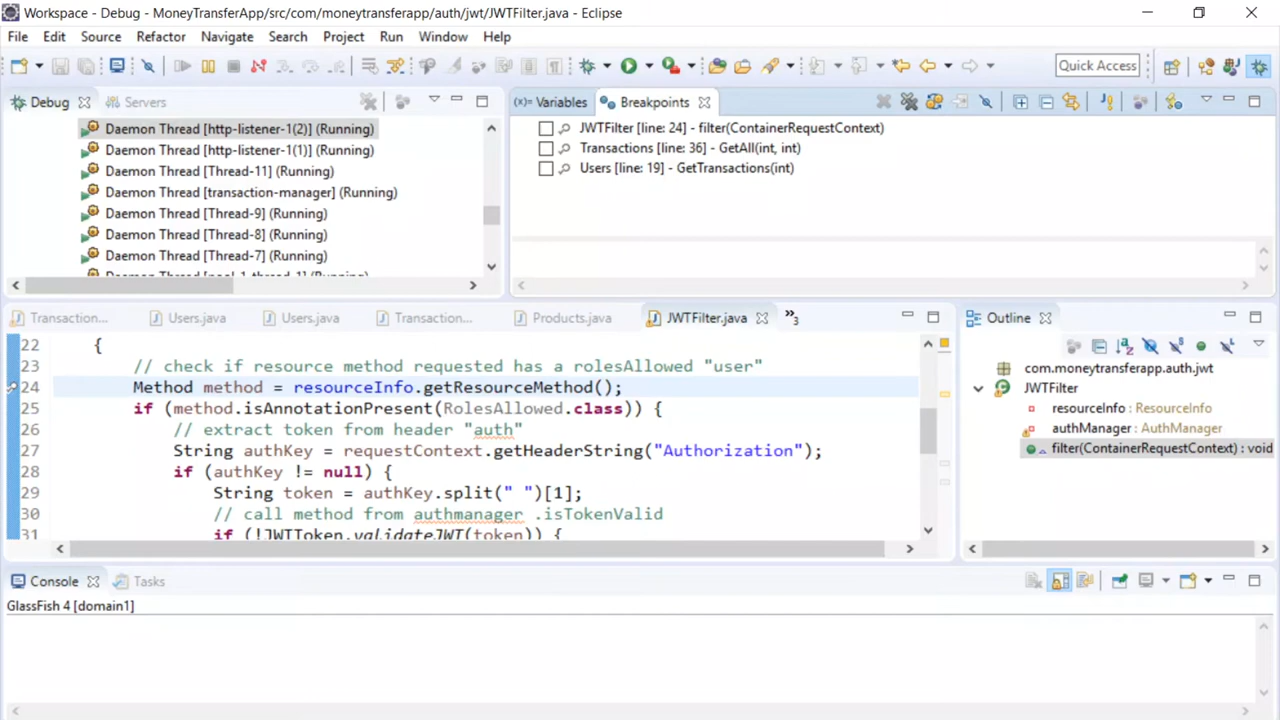 Workspace - Debug - MoneyTransferApp/src/com/moneytransferapp/auth/jwt/JWTFilter.java - Eclipse
File Edit Source Refactor Navigate Search Project Run Window Help
Quick Access
Debug Servers
Daemon Thread [http-listener-1(2)] (Running)
Daemon Thread [http-listener-1(1)] (Running)
Daemon Thread [Thread-11] (Running)
Daemon Thread [transaction-manager] (Running)
Daemon Thread [Thread-9] (Running)
Daemon Thread [Thread-8] (Running)
Daemon Thread [Thread-7] (Running)
(x)= Variables Breakpoints
JWTFilter [line: 24] - filter(ContainerRequestContext)
Transactions [line: 36] - GetAll(int, int)
Users [line: 19] - GetTransactions(int)
Transaction... Users.java Users.java Transaction... Products.java JWTFilter.java »3
22 {
23 // check if resource method requested has a rolesAllowed "user"
24 Method method = resourceInfo.getResourceMethod();
25 if (method.isAnnotationPresent(RolesAllowed.class)) {
26 // extract token from header "auth"
27 String authKey = requestContext.getHeaderString("Authorization");
28 if (authKey != null) {
29 String token = authKey.split(" ")[1];
30 // call method from authmanager .isTokenValid
31 if (!JWTToken.validateJWT(token)) {
Outline
com.moneytransferapp.auth.jwt
JWTFilter
resourceInfo : ResourceInfo
authManager : AuthManager
filter(ContainerRequestContext) : void
Console Tasks
GlassFish 4 [domain1]